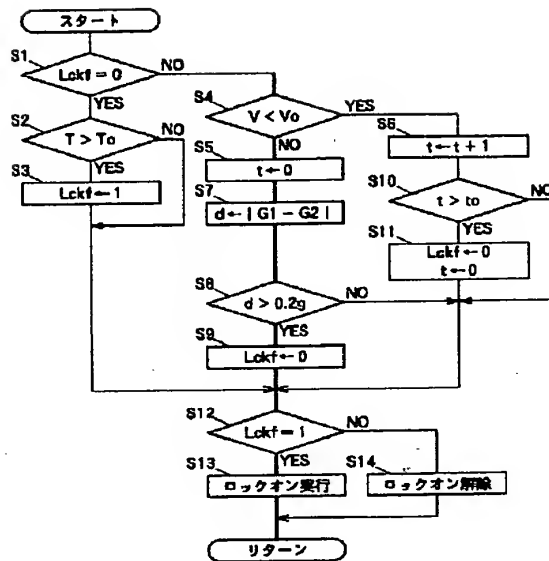 スタート
S1
Lckf = 0
NO
YES
S2
T > To
NO
YES
S3
Lckf ← 1
S4
V < Vo
YES
NO
S5
t ← 0
S6
t ← t + 1
S7
d ← | G1 - G2 |
S10
t > to
NO
YES
S11
Lckf ← 0
t ← 0
S8
d > 0.2g
NO
YES
S9
Lckf ← 0
S12
Lckf = 1
NO
YES
S13
ロックオン実行
S14
ロックオン解除
リターン